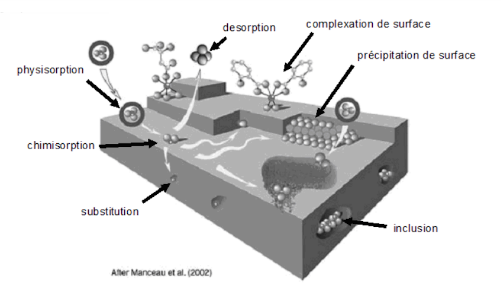 desorption
complexation de surface
précipitation de surface
physisorption
chimisorption
substitution
inclusion
After Manceau et al. (2002)